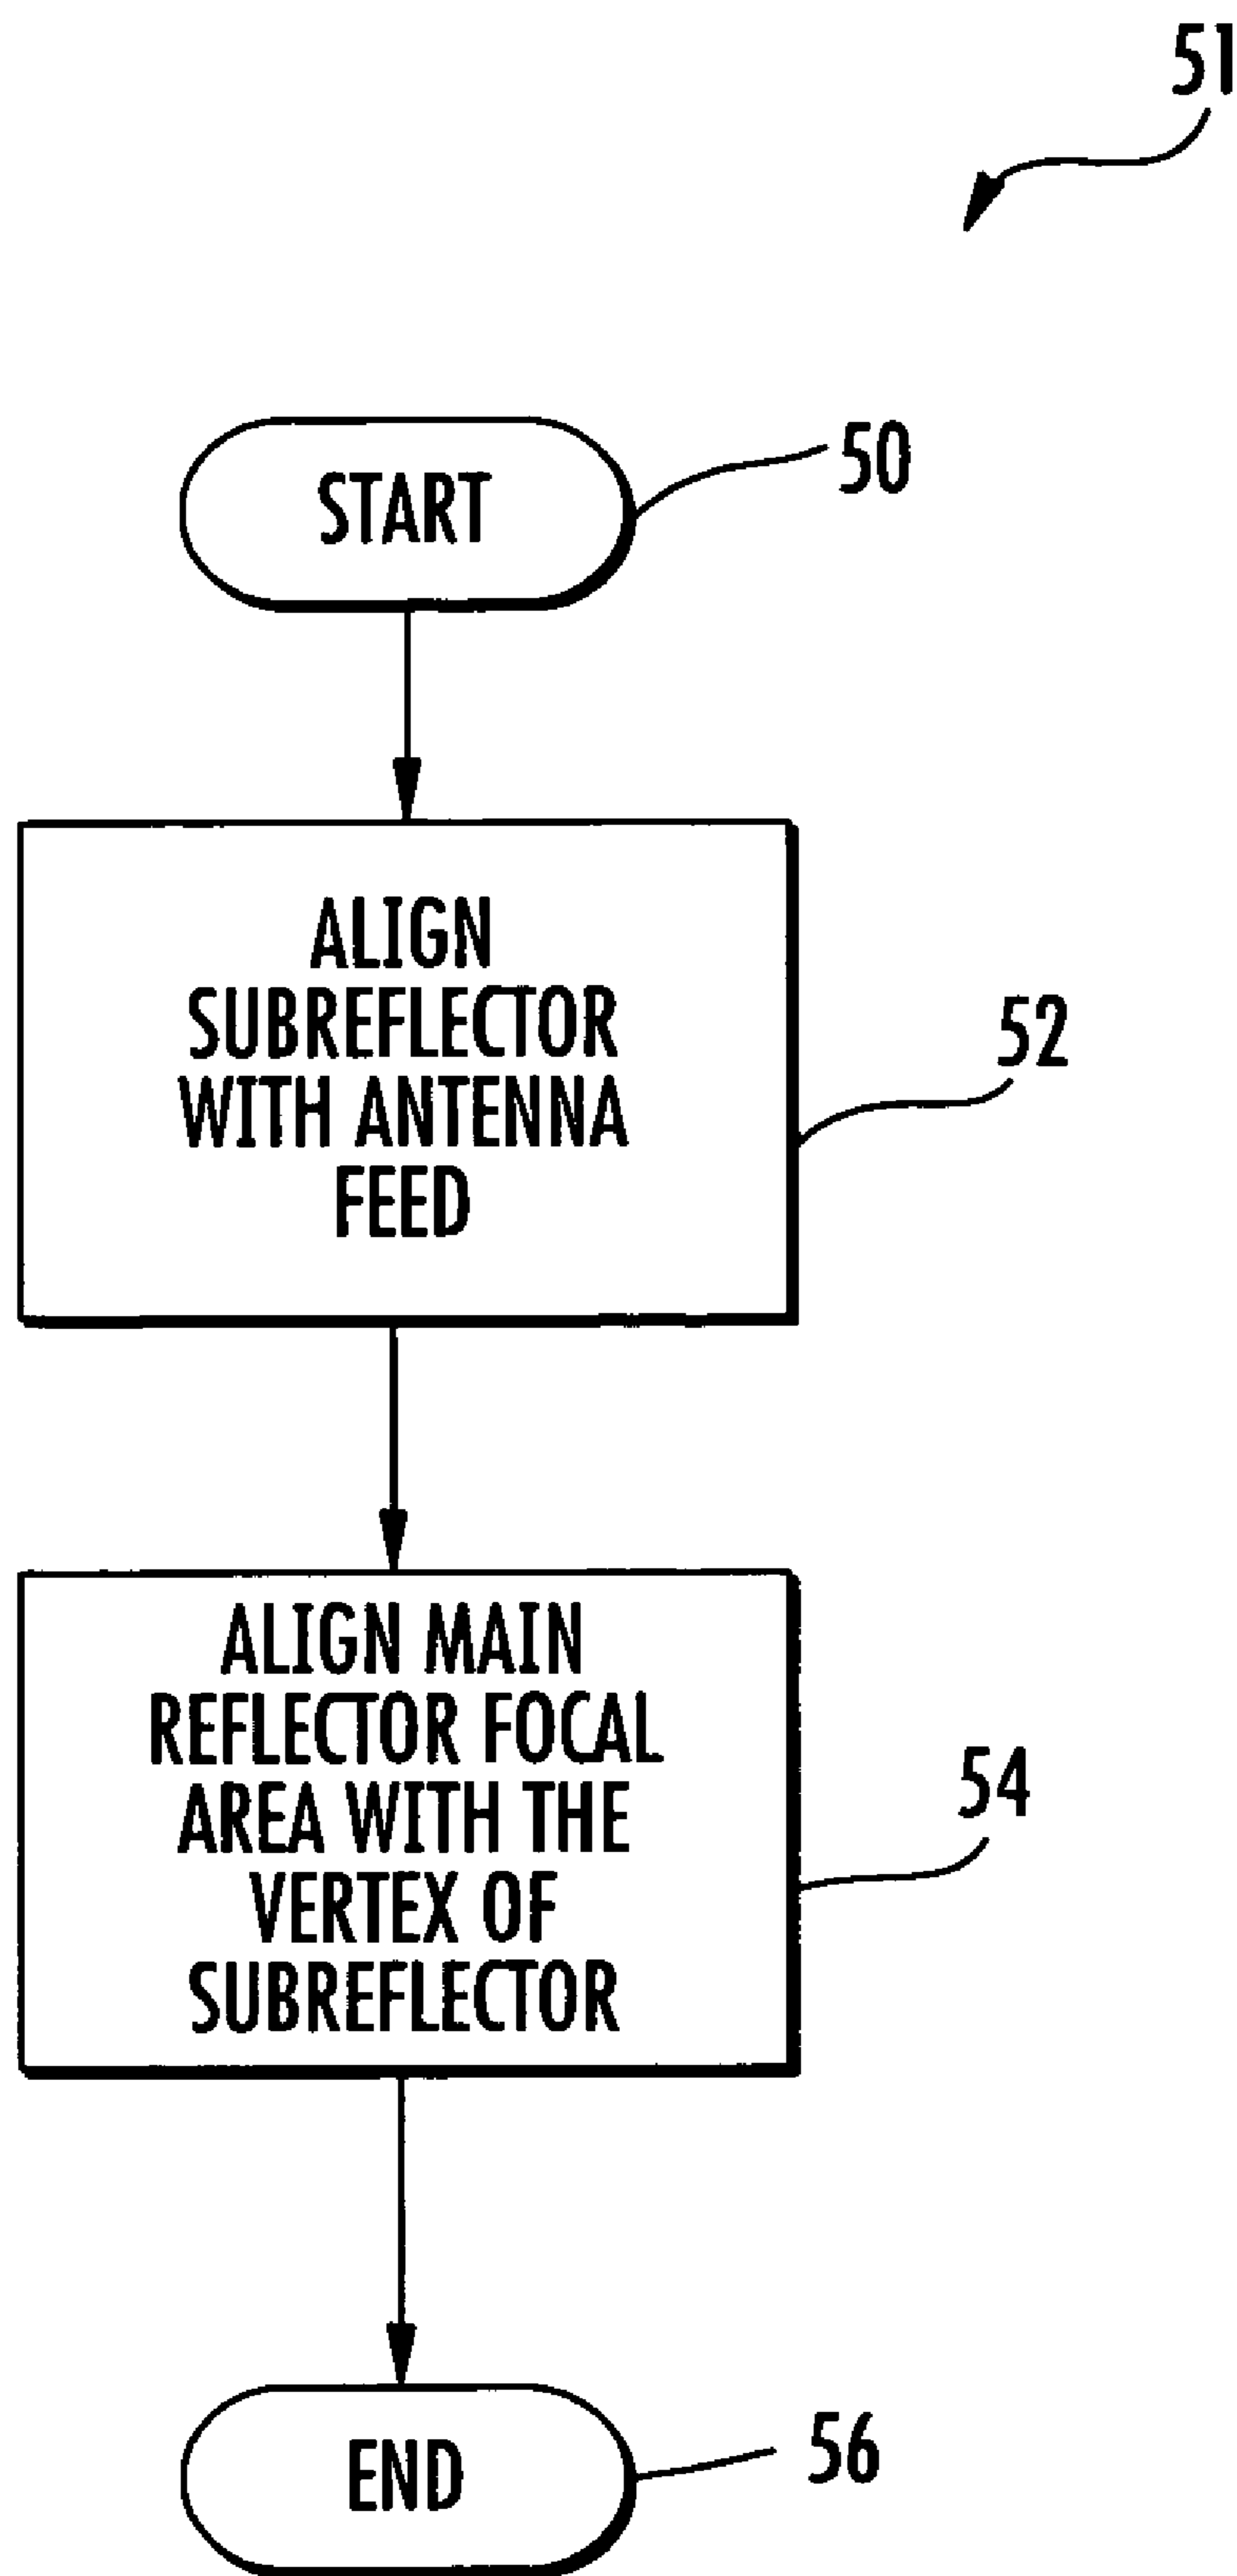 51
START
50
ALIGN
SUBREFLECTOR
WITH ANTENNA
FEED
52
ALIGN MAIN
REFLECTOR FOCAL
AREA WITH THE
VERTEX OF
SUBREFLECTOR
54
END
56